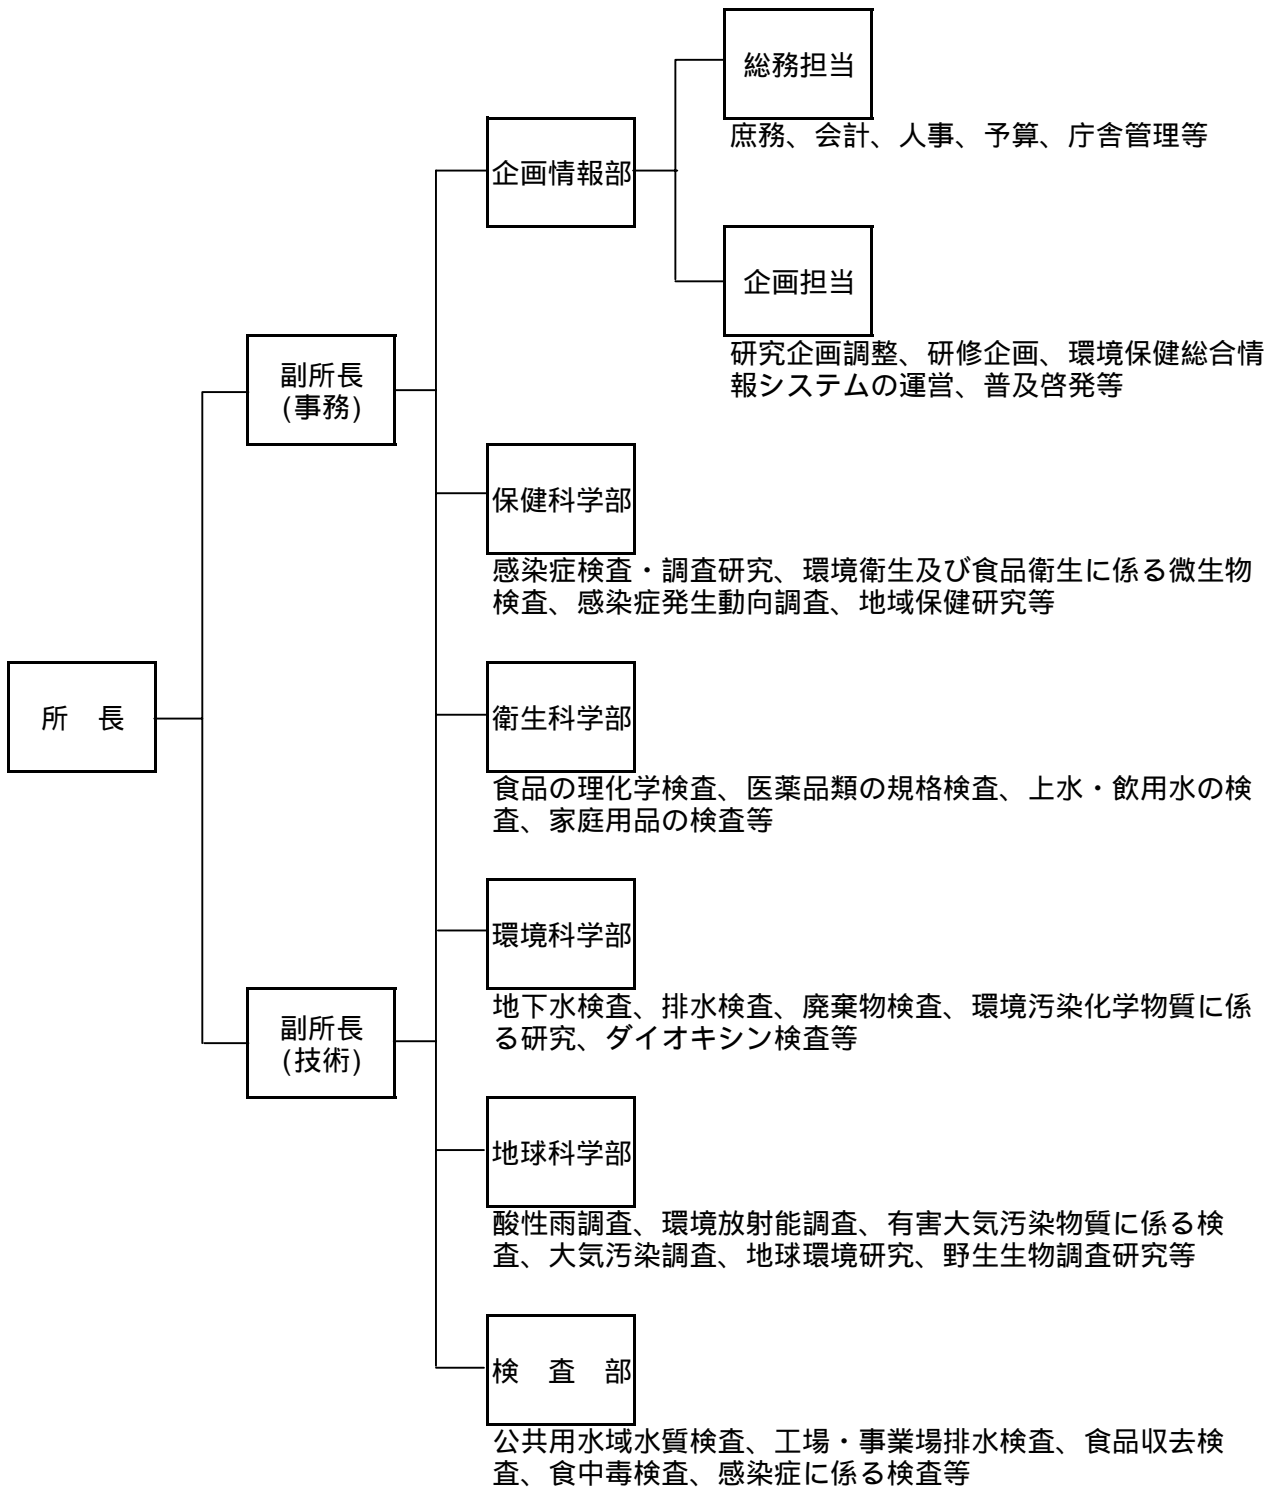 総務担当
庶務、会計、人事、予算、庁舎管理等
企画情報部
企画担当
研究企画調整、研修企画、環境保健総合情
報システムの運営、普及啓発等
副所長
(事務)
保健科学部
感染症検査・調査研究、環境衛生及び食品衛生に係る微生物
検査、感染症発生動向調査、地域保健研究等
所　長
衛生科学部
食品の理化学検査、医薬品類の規格検査、上水・飲用水の検
査、家庭用品の検査等
環境科学部
地下水検査、排水検査、廃棄物検査、環境汚染化学物質に係
る研究、ダイオキシン検査等
副所長
(技術)
地球科学部
酸性雨調査、環境放射能調査、有害大気汚染物質に係る検
査、大気汚染調査、地球環境研究、野生生物調査研究等
検　査　部
公共用水域水質検査、工場・事業場排水検査、食品収去検
査、食中毒検査、感染症に係る検査等